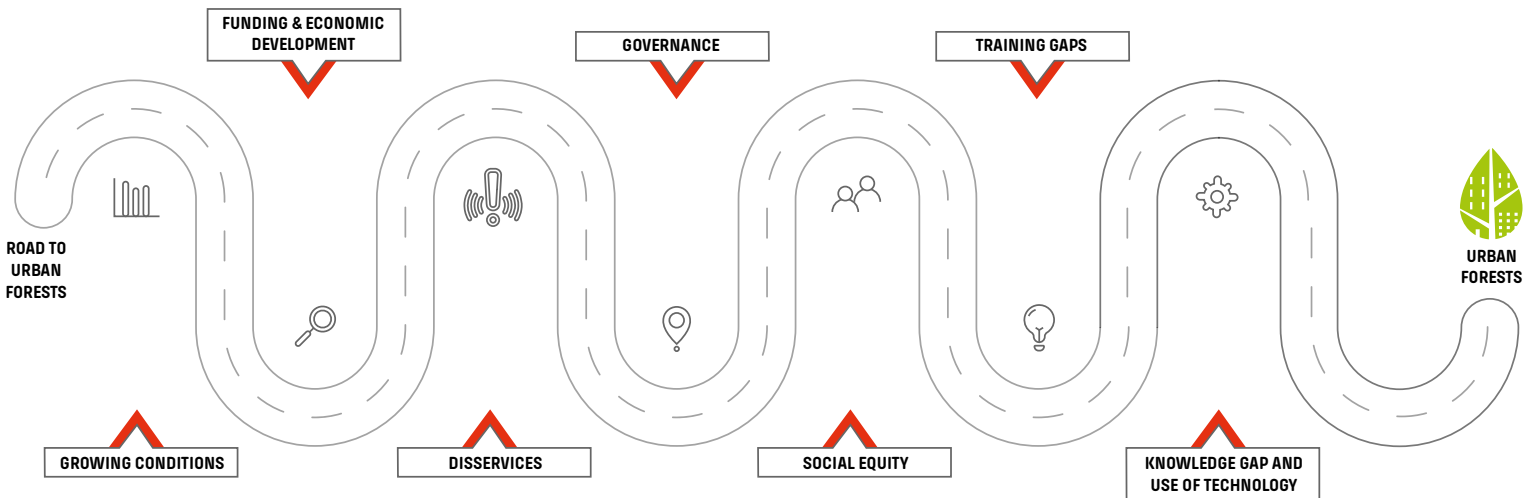 FUNDING & ECONOMIC
DEVELOPMENT
GOVERNANCE
TRAINING GAPS
ROAD TO
URBAN
FORESTS
URBAN
FORESTS
GROWING CONDITIONS
DISSERVICES
SOCIAL EQUITY
KNOWLEDGE GAP AND
USE OF TECHNOLOGY